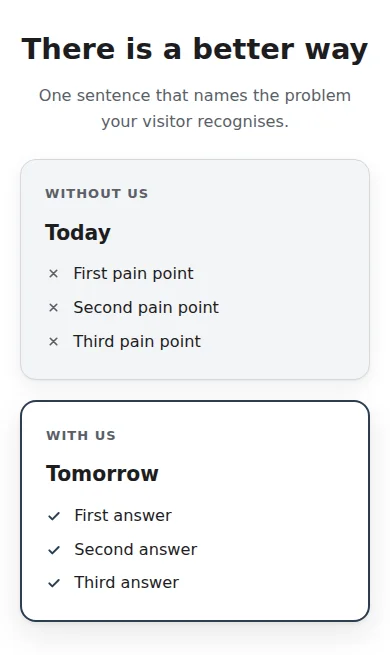 There is a better way
One sentence that names the problem
your visitor recognises.
WITHOUT US
Today
First pain point
Second pain point
Third pain point
WITH US
Tomorrow
First answer
Second answer
Third answer